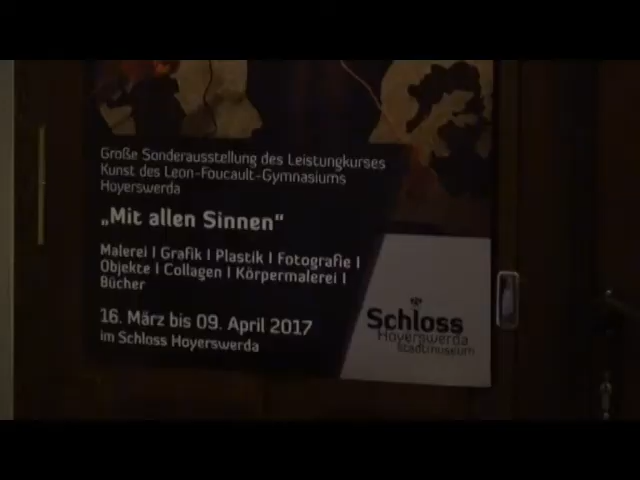 Große Sonderausstellung des Leistungkurses
Kunst des Leon-Foucault-Gymnasiums
Hoyerswerda
„Mit allen Sinnen“
Malerei I Grafik I Plastik I Fotografie I
Objekte I Collagen I Körpermalerei I
Bücher
16. März bis 09. April 2017
im Schloss Hoyerswerda
Schloss
Hoyerswerda
Stadtmuseum